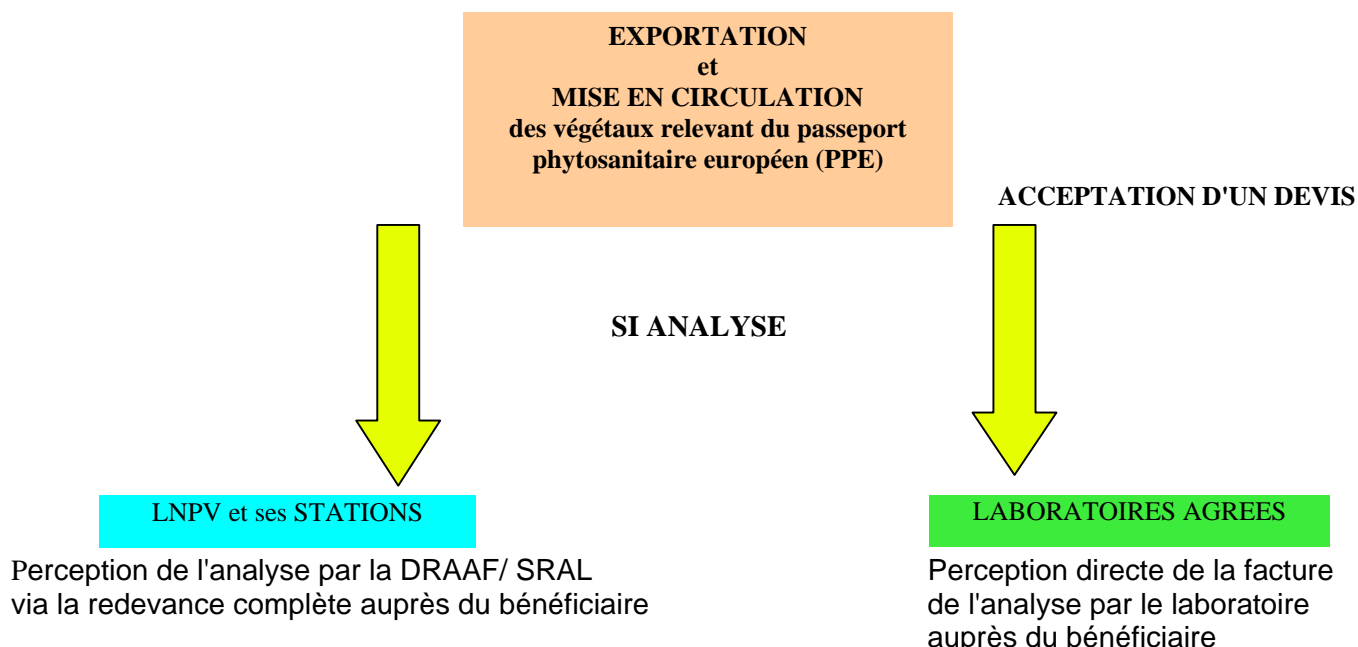 EXPORTATION
et
MISE EN CIRCULATION
des végétaux relevant du passeport
phytosanitaire européen (PPE)
ACCEPTATION D'UN DEVIS
SI ANALYSE
LNPV et ses STATIONS
Perception de l'analyse par la DRAAF/ SRAL
via la redevance complète auprès du bénéficiaire
LABORATOIRES AGREES
Perception directe de la facture
de l'analyse par le laboratoire
auprès du bénéficiaire